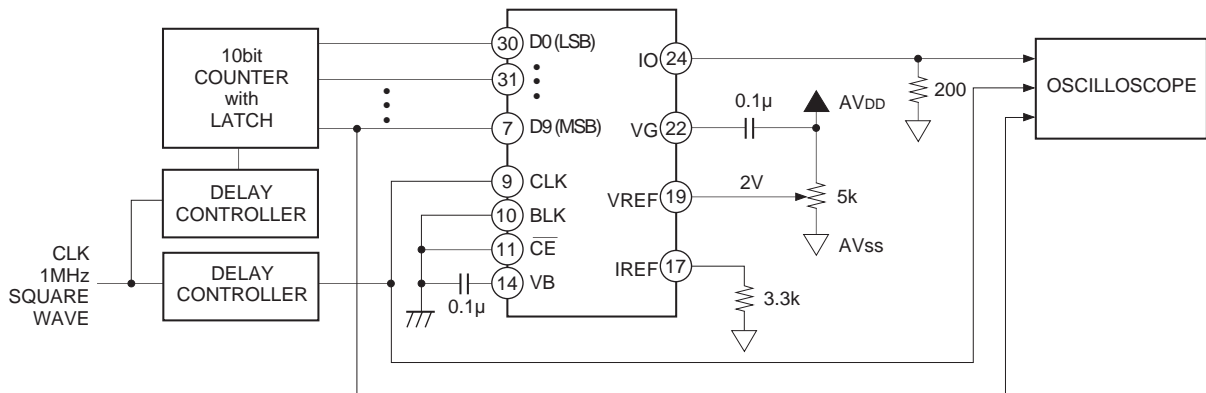 10bit
COUNTER
with
LATCH
DELAY
CONTROLLER
CLK
1MHz
SQUARE
WAVE
DELAY
CONTROLLER
30 D0 (LSB)
31
7 D9 (MSB)
9 CLK
10 BLK
11 CE
14 VB
0.1µ
IO 24
VG 22
VREF 19
IREF 17
0.1µ
AVDD
2V
5k
AVss
3.3k
200
OSCILLOSCOPE